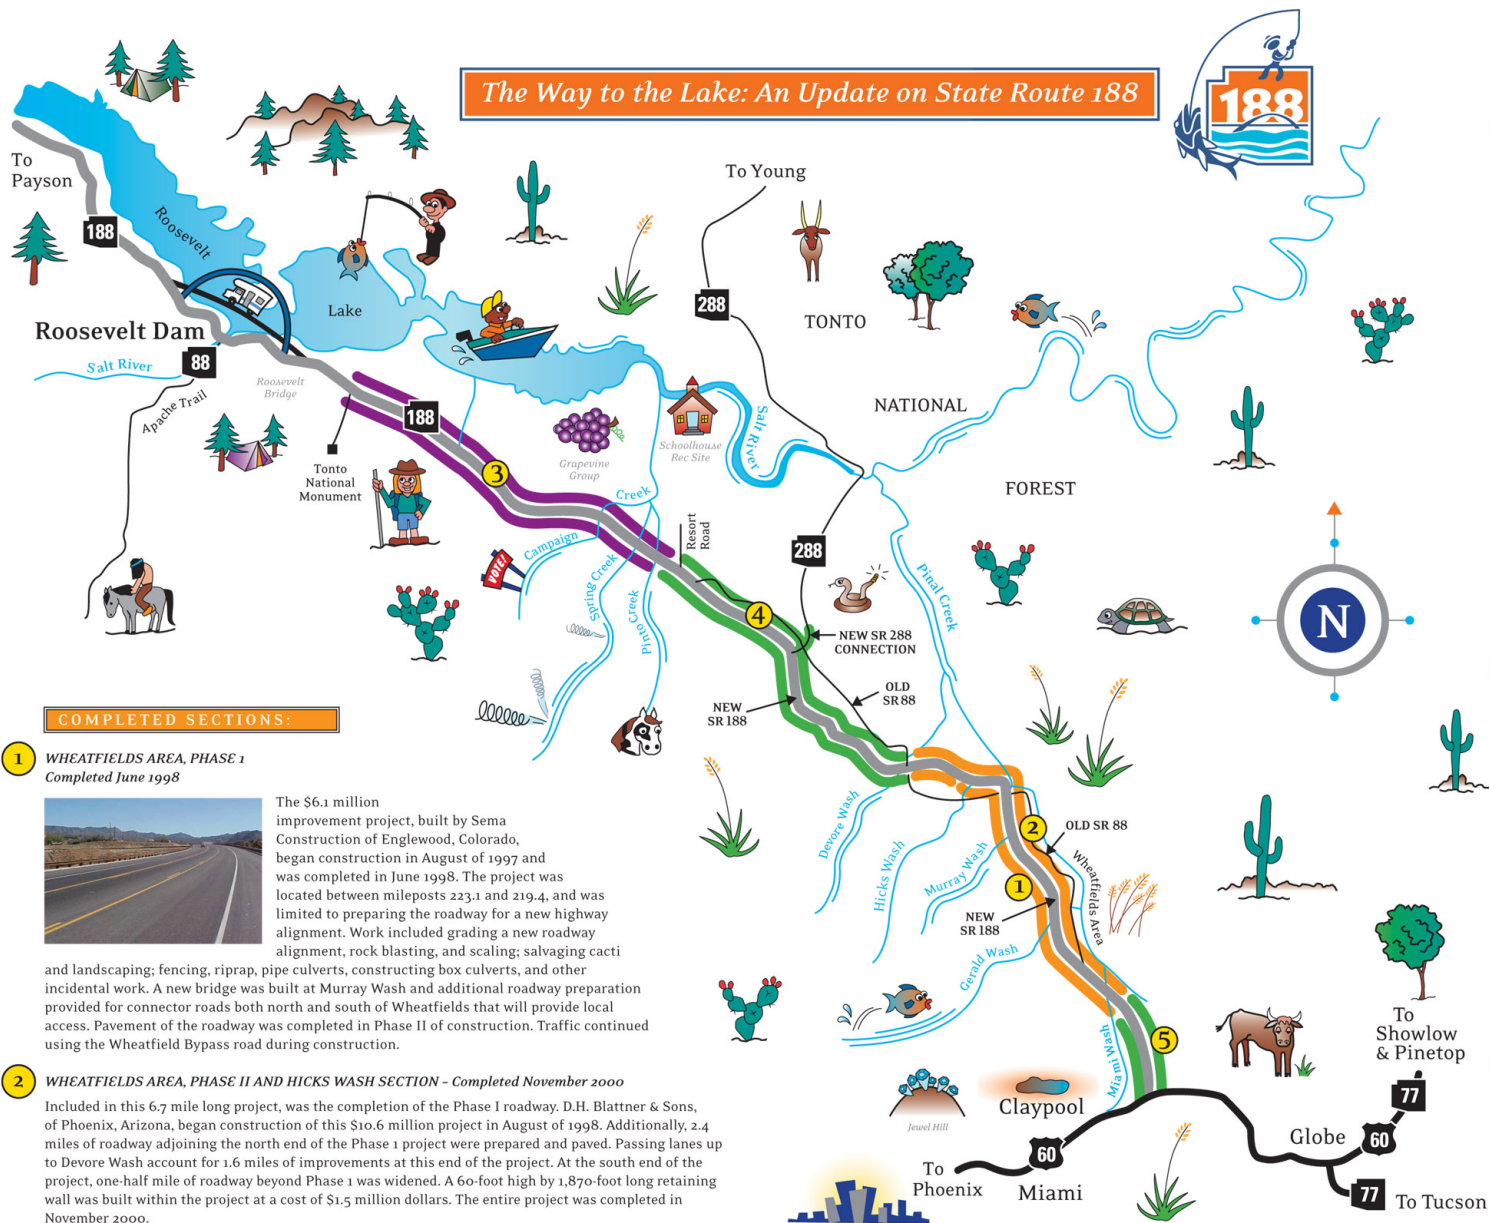 The Way to the Lake: An Update on State Route 188
188
To
Payson
188
Roosevelt
Lake
Roosevelt Dam
Salt River
88
Apache Trail
Roosevelt
Bridge
188
Tonto
National
Monument
3
Grapevine
Group
Schoolhouse
Rec Site
Salt River
To Young
288
TONTO
NATIONAL
FOREST
288
Creek
Campaign
VOTE!
Spring Creek
Pinto Creek
Resort
Road
4
Pinal Creek
NEW SR 288
CONNECTION
OLD
SR 88
NEW
SR 188
N
Devore Wash
Hicks Wash
Murray Wash
2
OLD SR 88
1
Wheatfields Area
NEW
SR 188
Gerald Wash
Miami Wash
5
Jewel Hill
Claypool
60
To
Phoenix
Miami
Globe
60
77
To
Showlow
& Pinetop
77
To Tucson
COMPLETED SECTIONS:
1
WHEATFIELDS AREA, PHASE 1
Completed June 1998
The $6.1 million
improvement project, built by Sema
Construction of Englewood, Colorado,
began construction in August of 1997 and
was completed in June 1998. The project was
located between mileposts 223.1 and 219.4, and was
limited to preparing the roadway for a new highway
alignment. Work included grading a new roadway
alignment, rock blasting, and scaling; salvaging cacti
and landscaping; fencing, riprap, pipe culverts, constructing box culverts, and other
incidental work. A new bridge was built at Murray Wash and additional roadway preparation
provided for connector roads both north and south of Wheatfields that will provide local
access. Pavement of the roadway was completed in Phase II of construction. Traffic continued
using the Wheatfield Bypass road during construction.
2
WHEATFIELDS AREA, PHASE II AND HICKS WASH SECTION – Completed November 2000
Included in this 6.7 mile long project, was the completion of the Phase I roadway. D.H. Blattner & Sons,
of Phoenix, Arizona, began construction of this $10.6 million project in August of 1998. Additionally, 2.4
miles of roadway adjoining the north end of the Phase 1 project were prepared and paved. Passing lanes up
to Devore Wash account for 1.6 miles of improvements at this end of the project. At the south end of the
project, one-half mile of roadway beyond Phase 1 was widened. A 60-foot high by 1,870-foot long retaining
wall was built within the project at a cost of $1.5 million dollars. The entire project was completed in
November 2000.